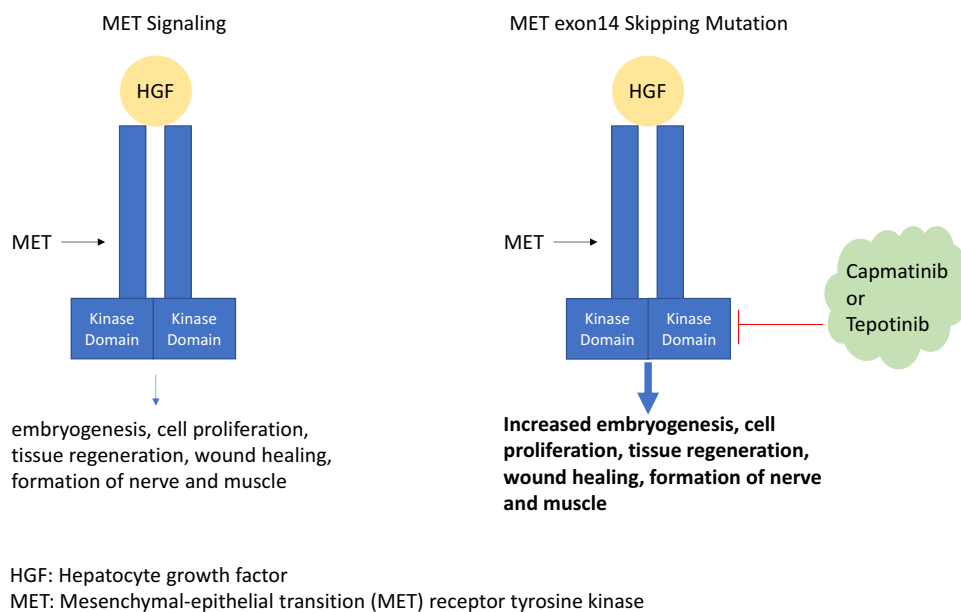 MET Signaling
HGF
MET
Kinase
Domain
Kinase
Domain
embryogenesis, cell proliferation,
tissue regeneration, wound healing,
formation of nerve and muscle
MET exon14 Skipping Mutation
HGF
MET
Kinase
Domain
Kinase
Domain
Capmatinib
or
Tepotinib
Increased embryogenesis, cell
proliferation, tissue regeneration,
wound healing, formation of nerve
and muscle
HGF: Hepatocyte growth factor
MET: Mesenchymal-epithelial transition (MET) receptor tyrosine kinase